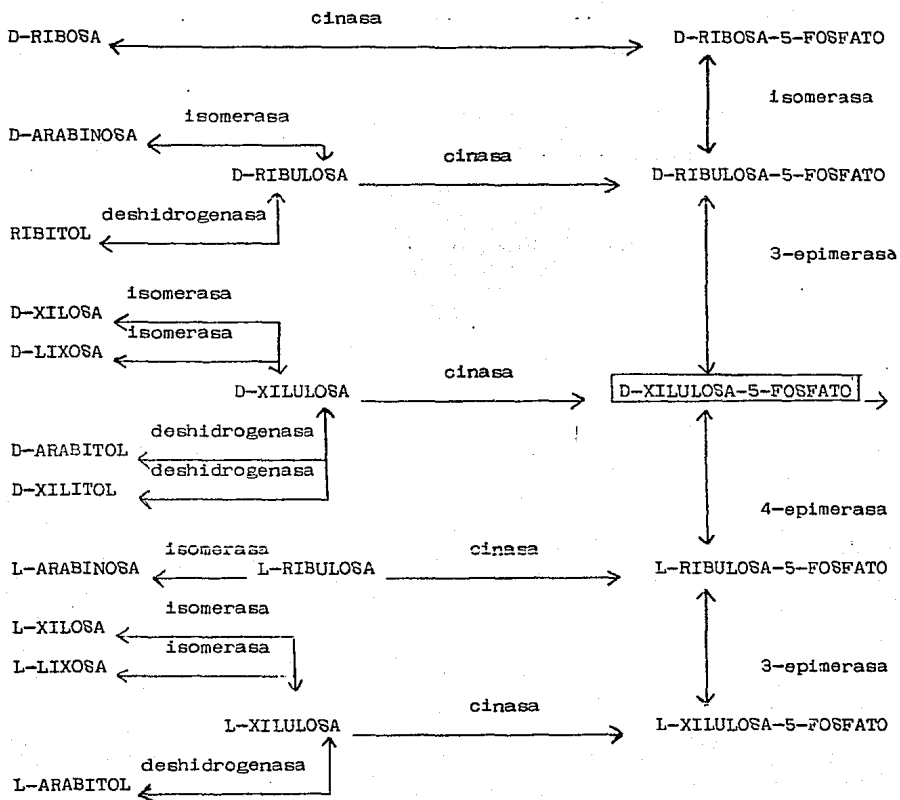 cinasa
D-RIBOSA D-RIBOSA-5-FOSFATO
isomerasa
isomerasa
D-ARABINOSA cinasa
D-RIBULOSA D-RIBULOSA-5-FOSFATO
deshidrogenasa
RIBITOL
3-epimerasa
isomerasa
D-XILOSA
isomerasa
D-LIXOSA
cinasa
D-XILULOSA D-XILULOSA-5-FOSFATO
deshidrogenasa
D-ARABITOL
deshidrogenasa
D-XILITOL
4-epimerasa
isomerasa cinasa
L-ARABINOSA L-RIBULOSA L-RIBULOSA-5-FOSFATO
isomerasa
L-XILOSA
isomerasa
L-LIXOSA 3-epimerasa
cinasa
L-XILULOSA L-XILULOSA-5-FOSFATO
deshidrogenasa
L-ARABITOL